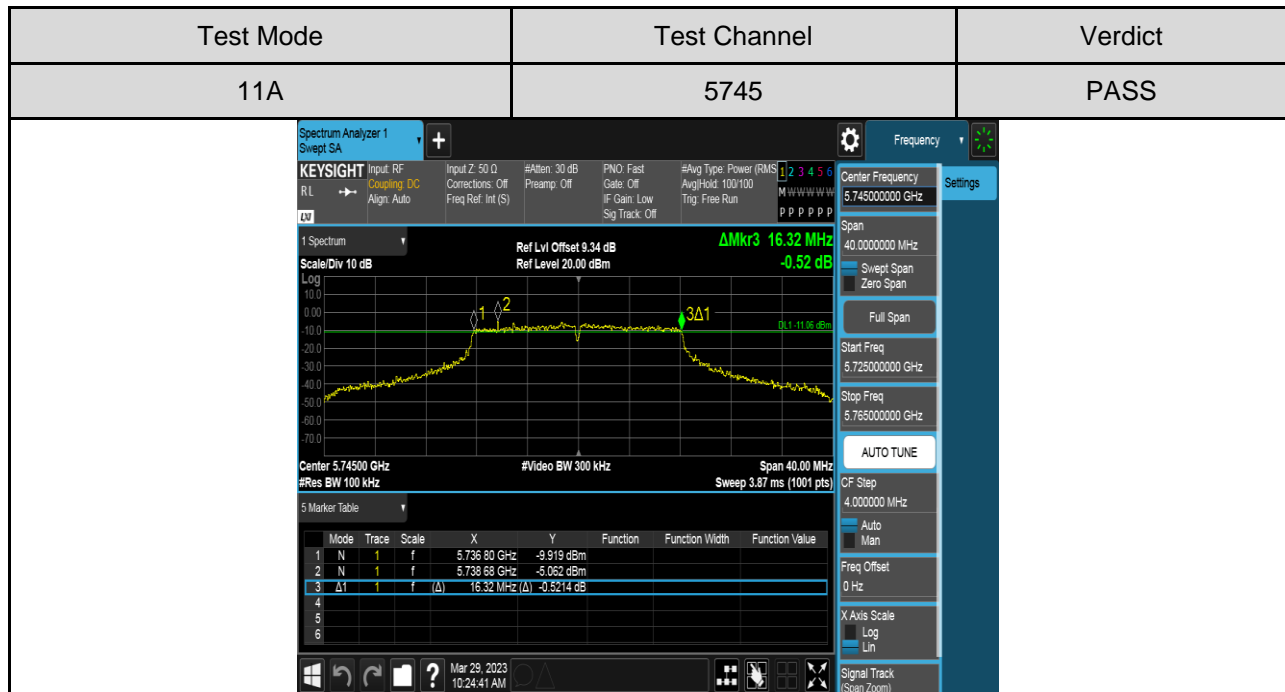 Test Mode Test Channel Verdict
11A 5745 PASS
Spectrum Analyzer 1
Swept SA
Frequency
KEYSIGHT Input: RF Input Z: 50 Ω #Atten: 30 dB PNO: Fast #Avg Type: Power (RMS 1 2 3 4 5 6
RL Coupling: DC Corrections: Off Preamp: Off Gate: Off Avg|Hold: 100/100 M W W W W W
Align: Auto Freq Ref: Int (S) IF Gain: Low Trig: Free Run
LXI Sig Track: Off P P P P P P
Center Frequency
5.745000000 GHz
Settings
Span
40.0000000 MHz
Swept Span
Zero Span
Full Span
Start Freq
5.725000000 GHz
Stop Freq
5.765000000 GHz
AUTO TUNE
CF Step
4.000000 MHz
Auto
Man
Freq Offset
0 Hz
X Axis Scale
Log
Lin
Signal Track
(Span Zoom)
1 Spectrum Ref Lvl Offset 9.34 dB ΔMkr3 16.32 MHz
Scale/Div 10 dB Ref Level 20.00 dBm -0.52 dB
Log
10.0
0.00
-10.0
-20.0
-30.0
-40.0
-50.0
-60.0
-70.0
1 2 3Δ1
DL1 -11.06 dBm
Center 5.74500 GHz #Video BW 300 kHz Span 40.00 MHz
#Res BW 100 kHz Sweep 3.87 ms (1001 pts)
5 Marker Table
Mode Trace Scale X Y Function Function Width Function Value
1 N 1 f 5.736 80 GHz -9.919 dBm
2 N 1 f 5.738 68 GHz -5.062 dBm
3 Δ1 1 f (Δ) 16.32 MHz (Δ) -0.5214 dB
4
5
6
? Mar 29, 2023
10:24:41 AM